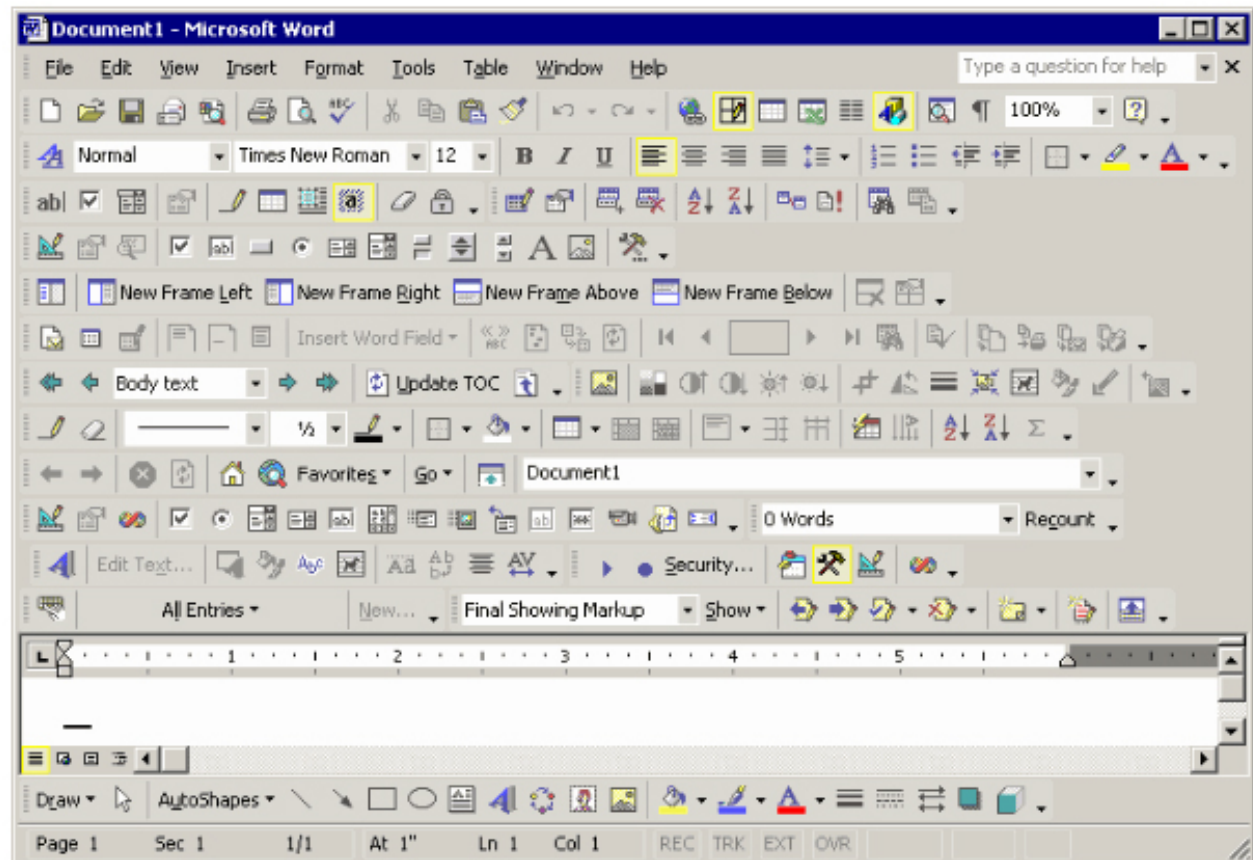 Document1 - Microsoft Word
File Edit View Insert Format Tools Table Window Help Type a question for help
100%
Normal Times New Roman 12 B I U
ab|
A
New Frame Left New Frame Right New Frame Above New Frame Below
Insert Word Field
Body text Update TOC
½
Favorites Go Document1
0 Words Recount
Edit Text... Security...
All Entries New... Final Showing Markup Show
1 2 3 4 5
Draw AutoShapes
Page 1 Sec 1 1/1 At 1" Ln 1 Col 1 REC TRK EXT OVR